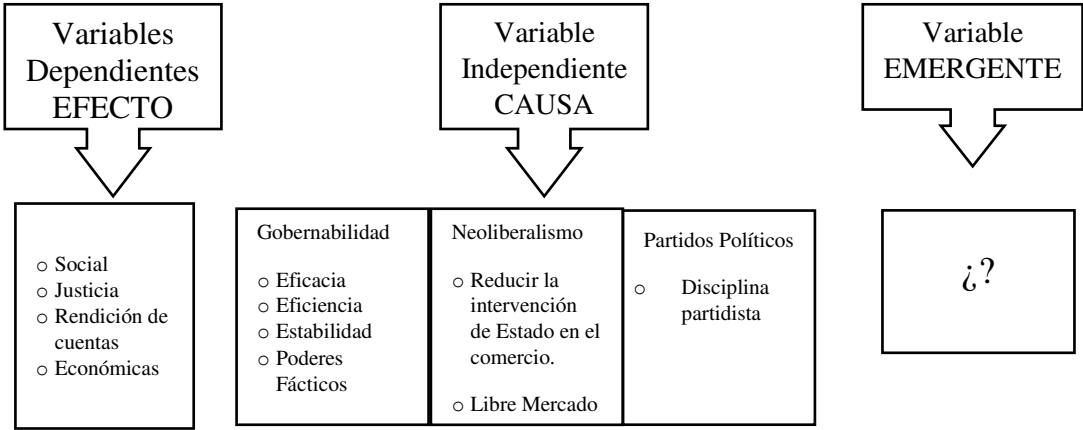 Variables
Dependientes
EFECTO
Variable
Independiente
CAUSA
Variable
EMERGENTE
○ Social
○ Justicia
○ Rendición de
cuentas
○ Económicas
Gobernabilidad
○ Eficacia
○ Eficiencia
○ Estabilidad
○ Poderes
Fácticos
Neoliberalismo
○ Reducir la
intervención
de Estado en el
comercio.
○ Libre Mercado
Partidos Políticos
○ Disciplina
partidista
¿?